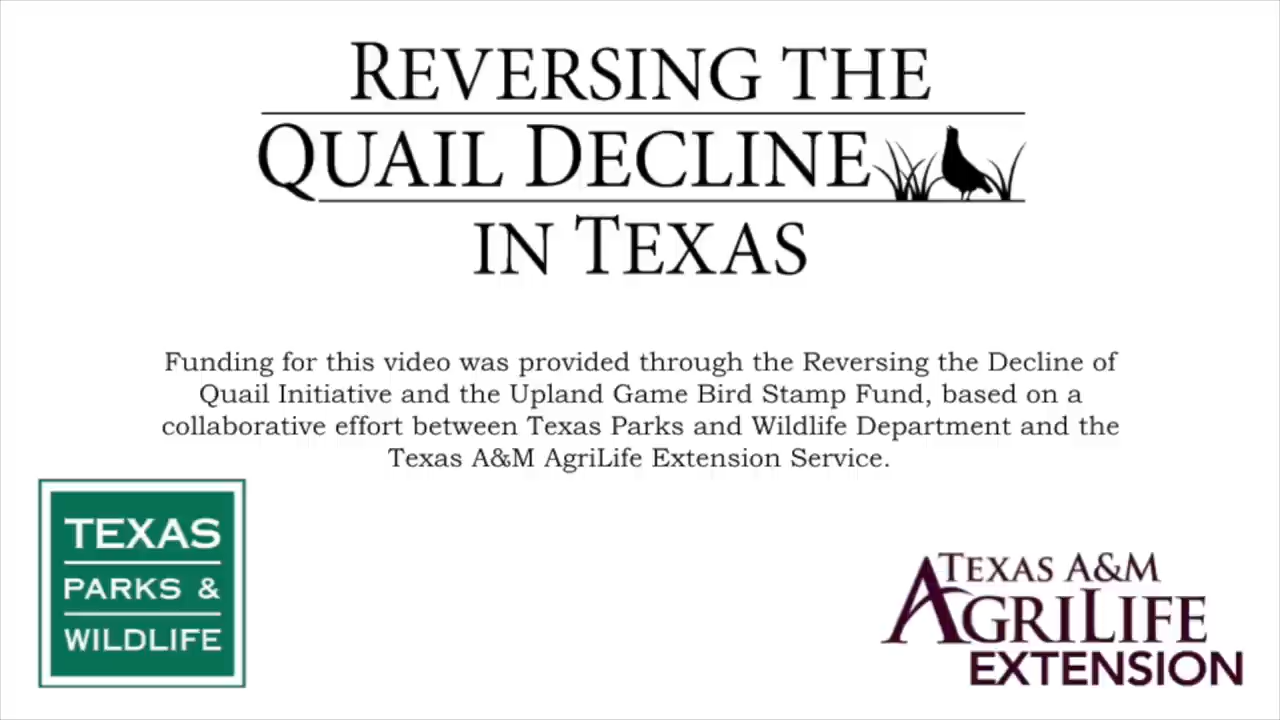 REVERSING THE
QUAIL DECLINE
IN TEXAS
Funding for this video was provided through the Reversing the Decline of
Quail Initiative and the Upland Game Bird Stamp Fund, based on a
collaborative effort between Texas Parks and Wildlife Department and the
Texas A&M AgriLife Extension Service.
TEXAS
PARKS &
WILDLIFE
TEXAS A&M
AGRILIFE
EXTENSION